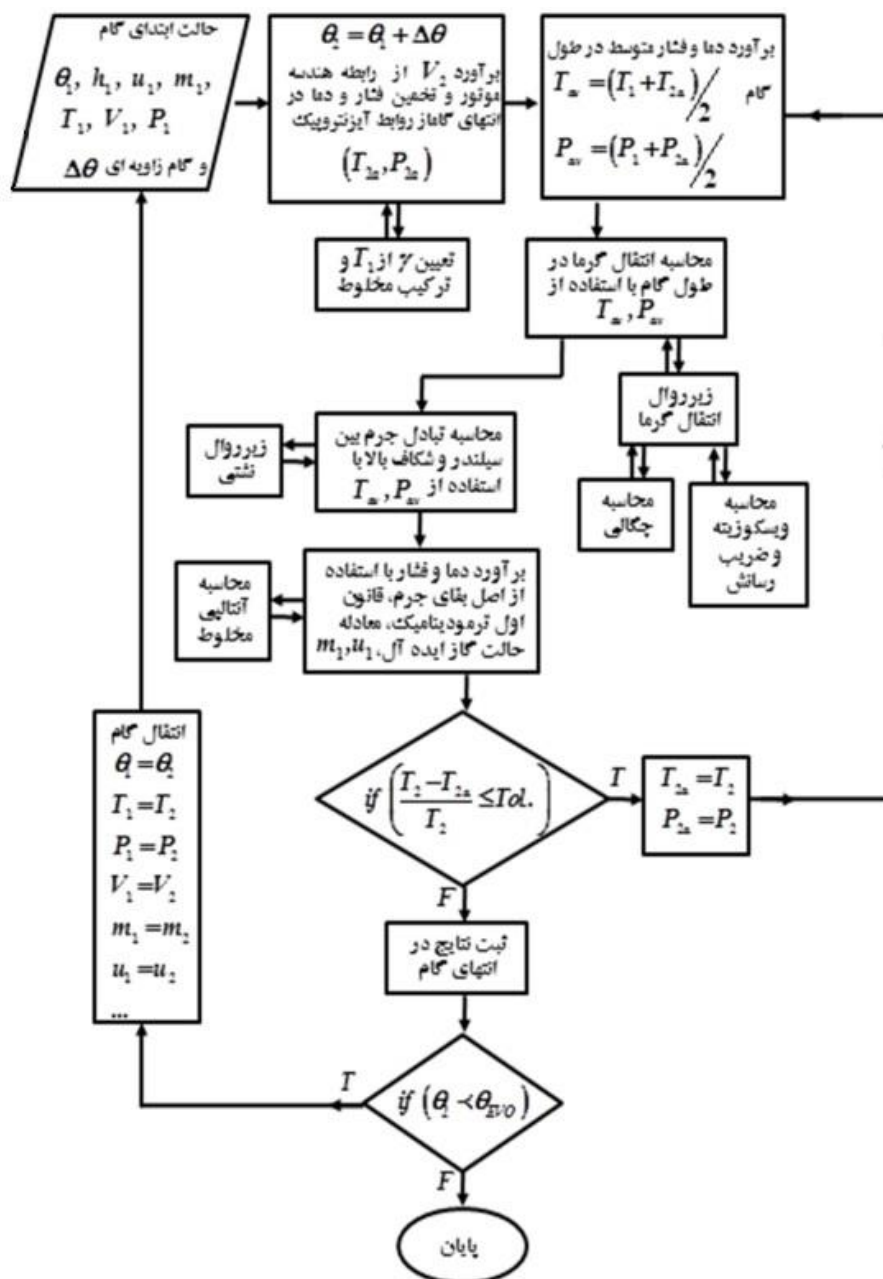 حالت ابتدای گام
θ₁, h₁, u₁, m₁,
T₁, V₁, P₁
و گام زاویه ای Δθ
θ₂ = θ₁ + Δθ
برآورد V₂ از رابطه هندسه
موتور و تخمین فشار و دما در
انتهای گام‌از روابط آیزنتروپیک
(T₂ₐ, P₂ₐ)
تعیین γ از T₁ و
ترکیب مخلوط
برآورد دما و فشار متوسط در طول
گام T_av = (T₁ + T₂ₐ)/2
P_av = (P₁ + P₂ₐ)/2
محاسبه انتقال گرما در
طول گام با استفاده از
T_av, P_av
زیرروال
انتقال گرما
محاسبه
چگالی
محاسبه
ویسکوزیته
و ضریب
رسانش
محاسبه تبادل جرم بین
سیلندر و شکاف بالا با
استفاده از T_av, P_av
زیرروال
نشتی
برآورد دما و فشار با استفاده
از اصل بقای جرم، قانون
اول ترمودینامیک، معادله
حالت گاز ایده آل، m₁, u₁
محاسبه
آنتالپی
مخلوط
if ((T₂ − T₂ₐ)/T₂ ≤ Tol.)
T
T₂ₐ = T₂
P₂ₐ = P₂
F
ثبت نتایج در
انتهای گام
if (θ₁ ≺ θ_EVO)
T
F
پایان
انتقال گام
θ₁ = θ₂
T₁ = T₂
P₁ = P₂
V₁ = V₂
m₁ = m₂
u₁ = u₂
...